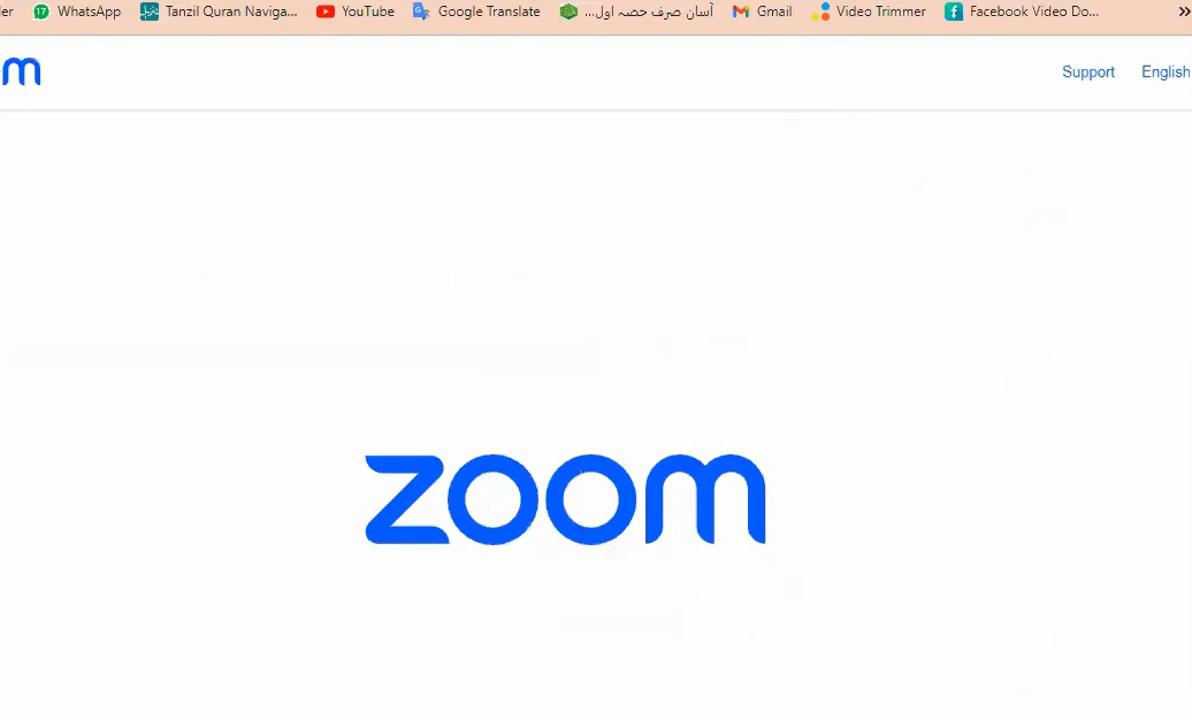 er WhatsApp Tanzil Quran Naviga... YouTube Google Translate آسان صرف حصہ اول... Gmail Video Trimmer Facebook Video Do... »
m Support English
zoom